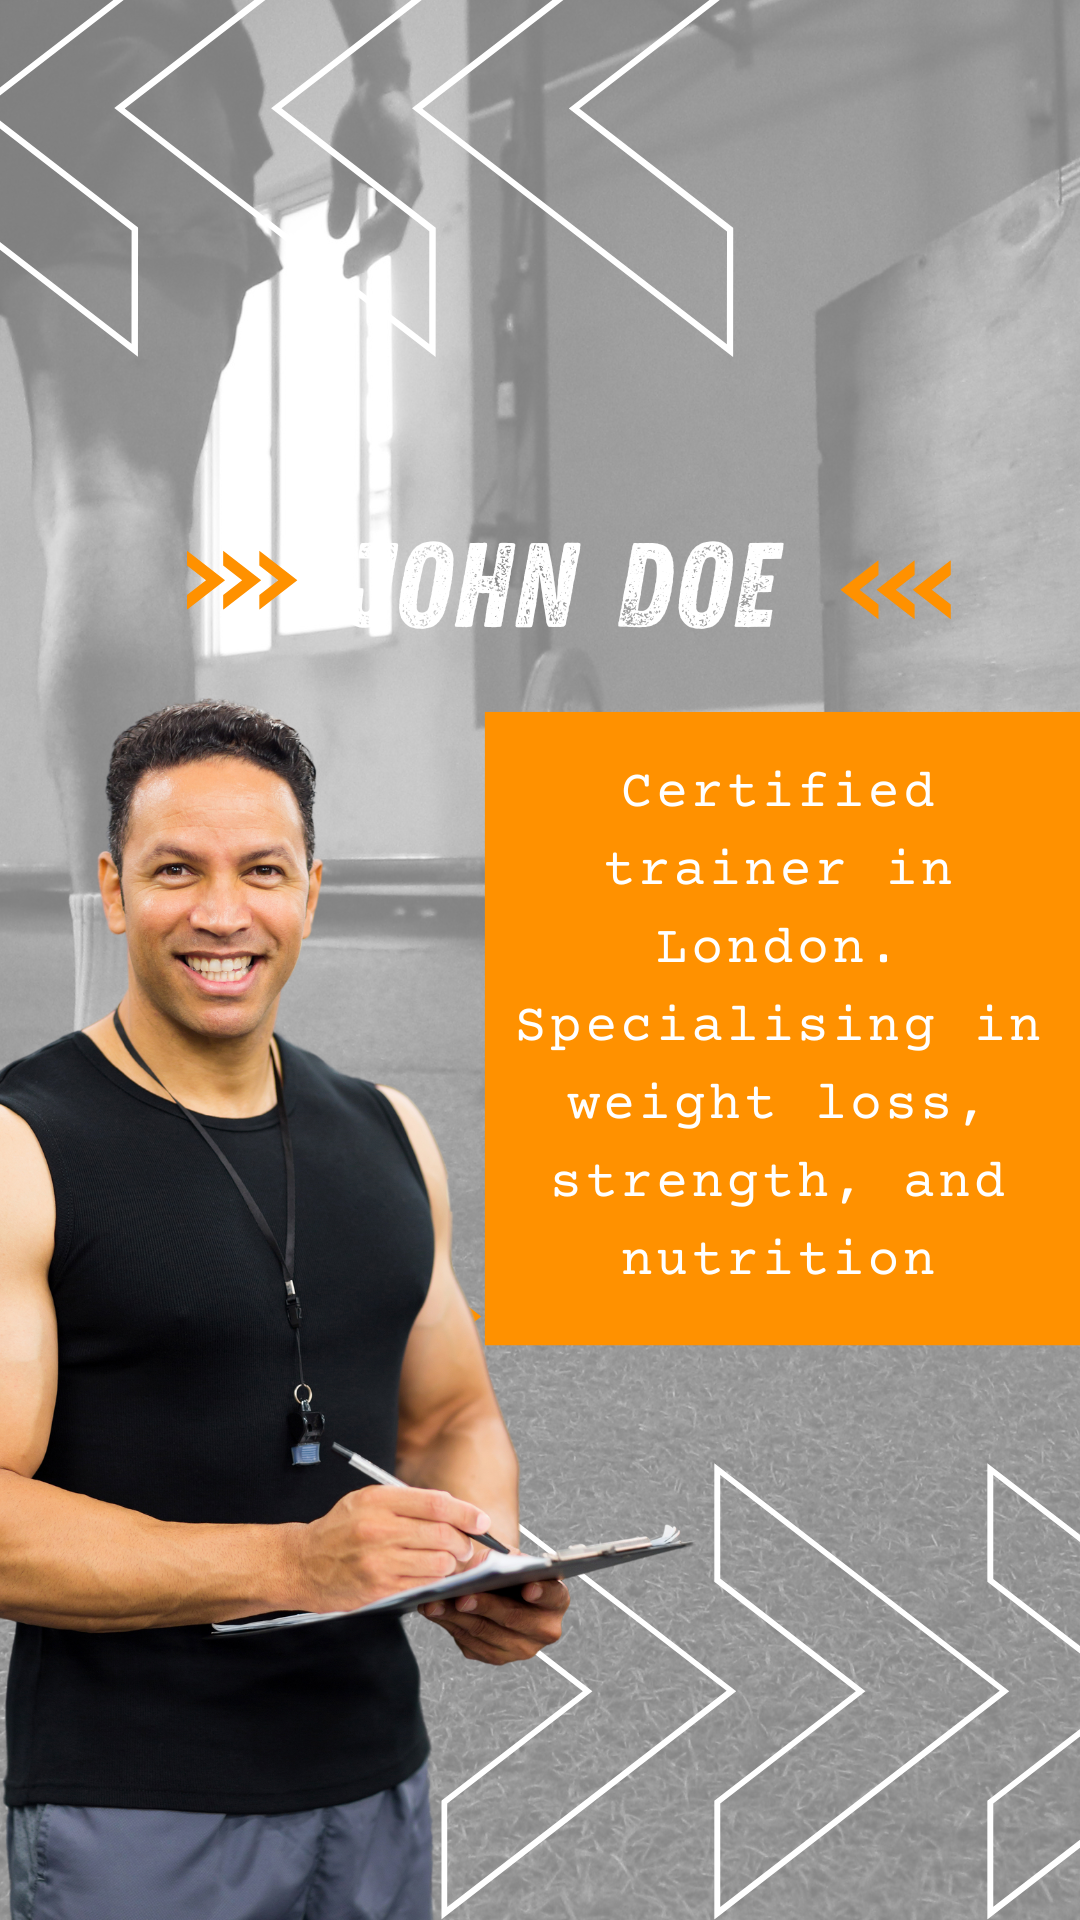 JOHN DOE
Certified
trainer in
London.
Specialising in
weight loss,
strength, and
nutrition